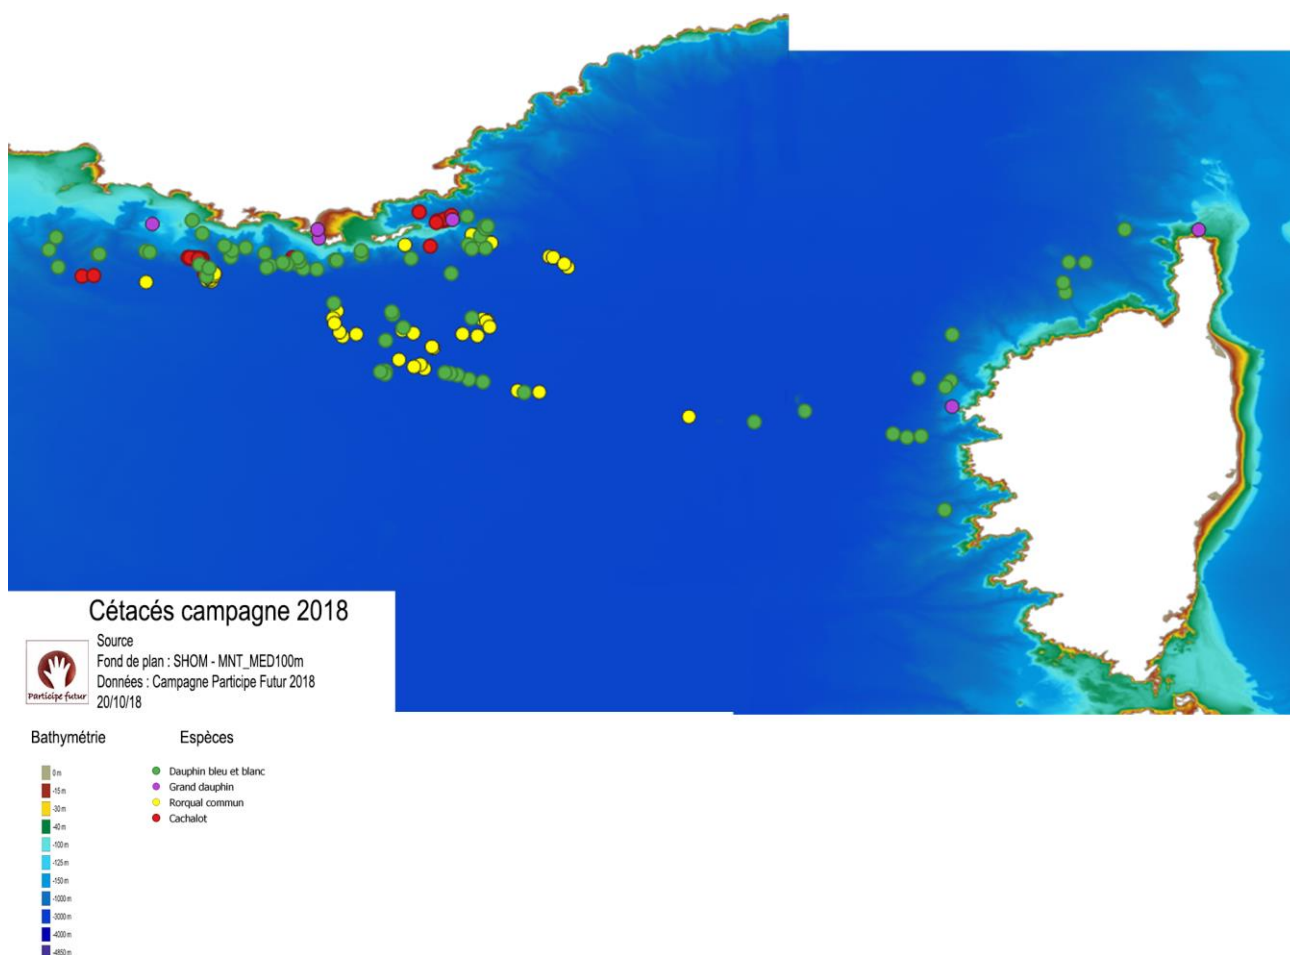 Cétacés campagne 2018
Source
Fond de plan : SHOM - MNT_MED100m
Données : Campagne Participe Futur 2018
20/10/18
Participe futur
Bathymétrie
0 m
-15 m
-30 m
-40 m
-100 m
-125 m
-150 m
-1000 m
-3000 m
-4000 m
-4850 m
Espèces
Dauphin bleu et blanc
Grand dauphin
Rorqual commun
Cachalot